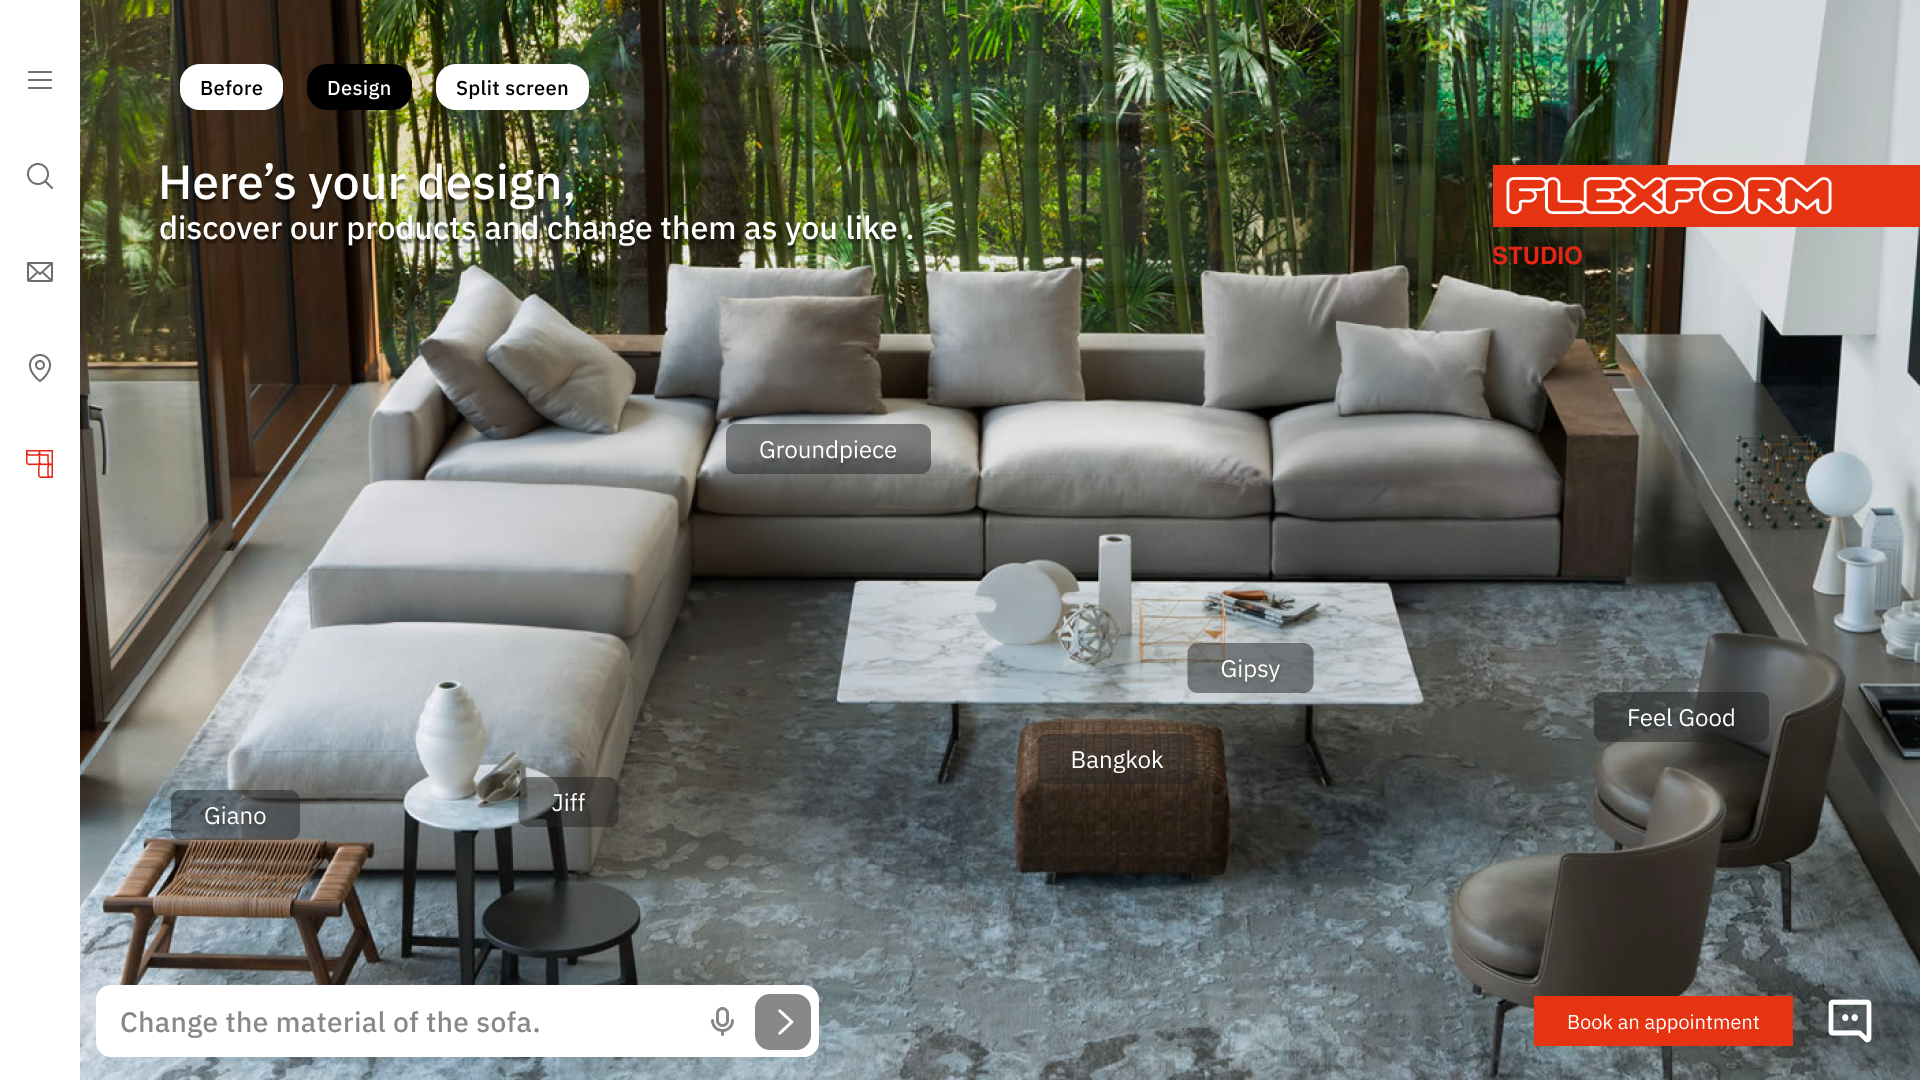 Before
Design
Split screen
Here’s your design,
discover our products and change them as you like .
FLEXFORM
STUDIO
Groundpiece
Gipsy
Feel Good
Bangkok
Jiff
Giano
Change the material of the sofa.
Book an appointment